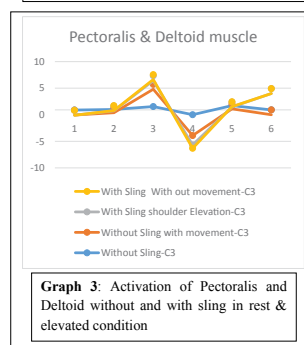 Pectoralis & Deltoid muscle
10
5
0
-5
-10
1 2 3 4 5 6
With Sling With out movement-C3
With Sling shoulder Elevation-C3
Without Sling with movement-C3
Without Sling-C3
Graph 3: Activation of Pectoralis and
Deltoid without and with sling in rest &
elevated condition